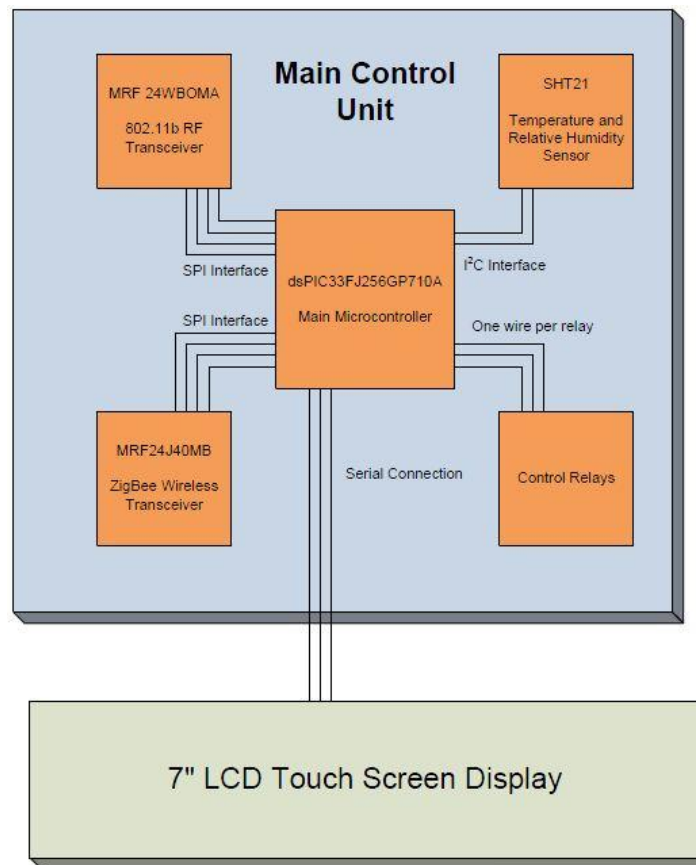 Main Control
Unit
MRF 24WBOMA
802.11b RF
Transceiver
SHT21
Temperature and
Relative Humidity
Sensor
SPI Interface
I²C Interface
dsPIC33FJ256GP710A
Main Microcontroller
SPI Interface
One wire per relay
MRF24J40MB
ZigBee Wireless
Transceiver
Serial Connection
Control Relays
7" LCD Touch Screen Display